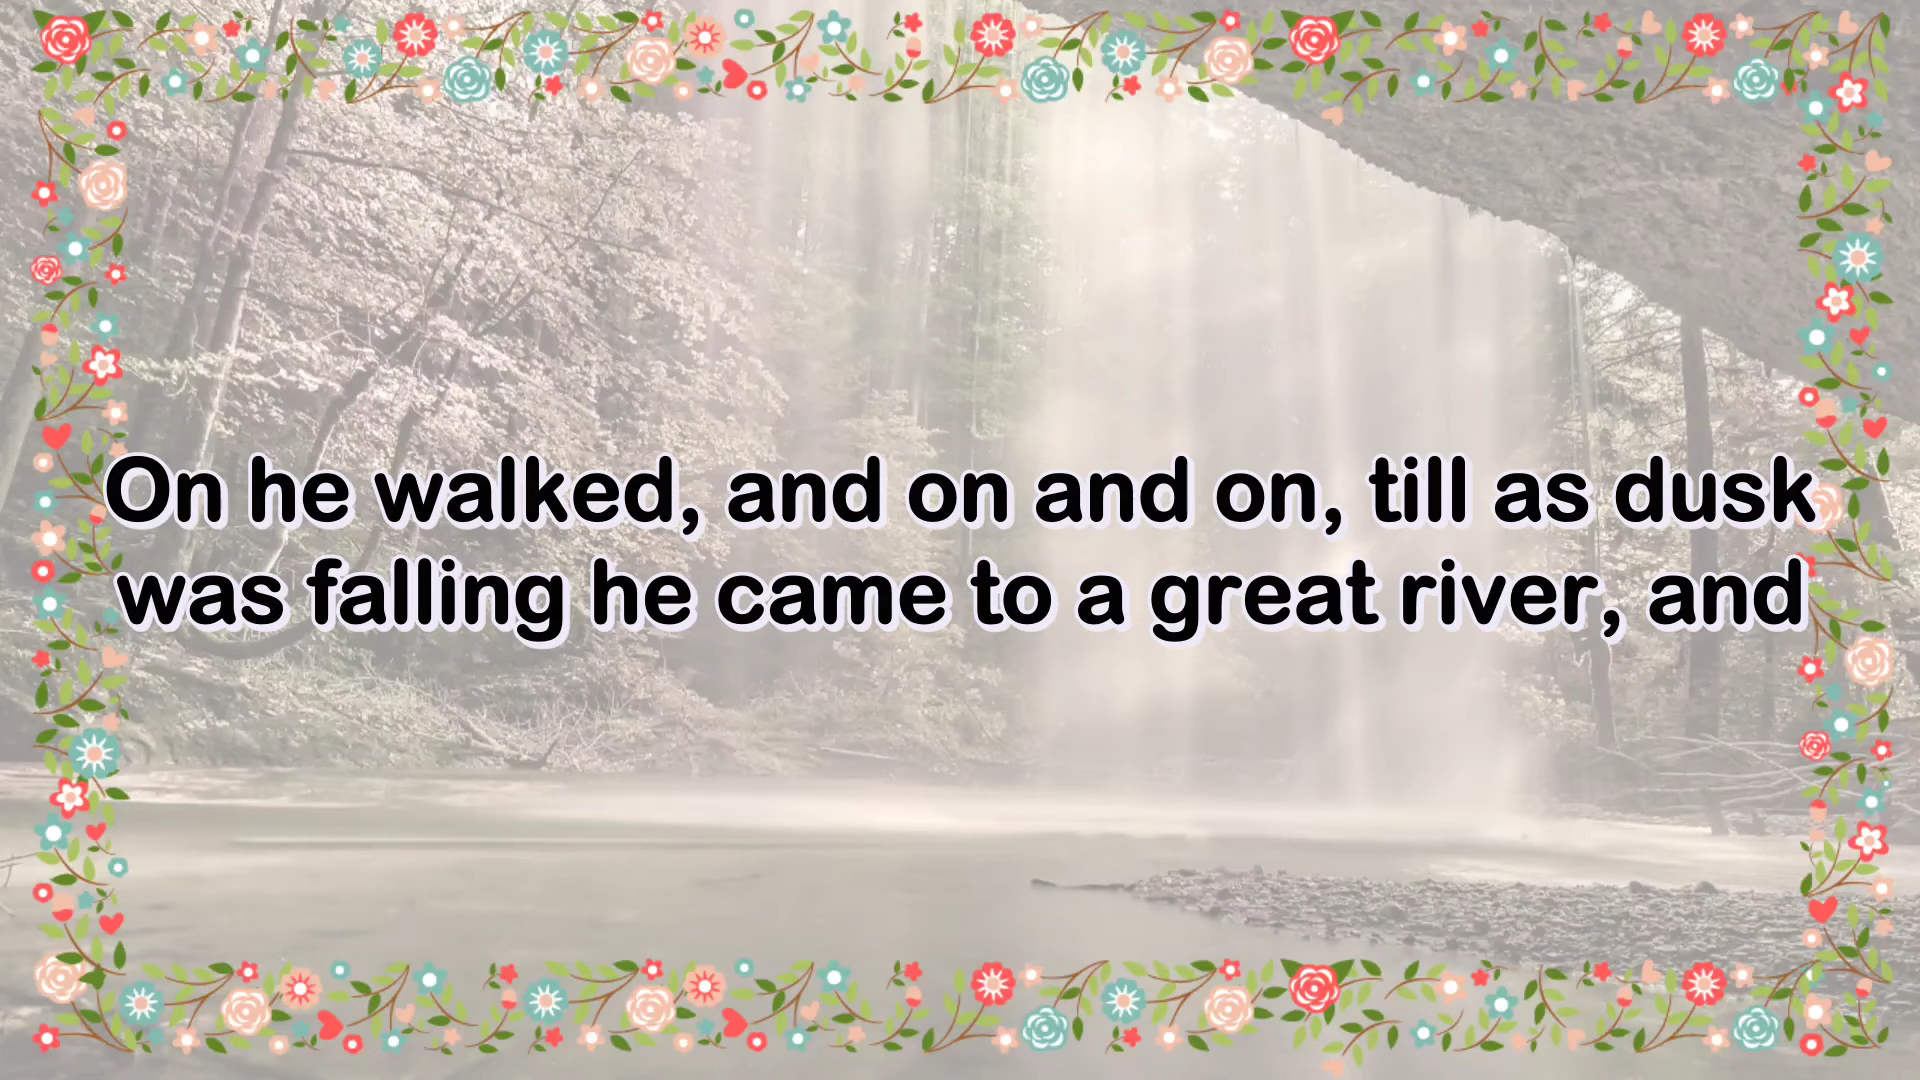 On he walked, and on and on, till as dusk
was falling he came to a great river, and